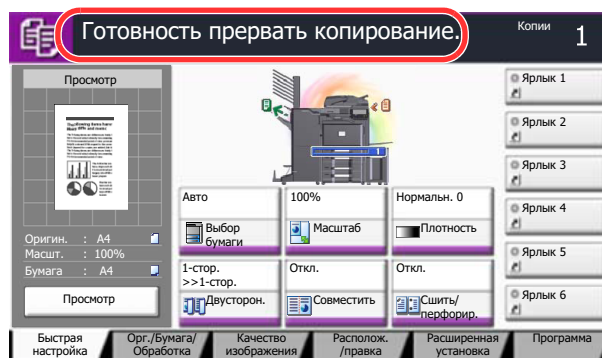 Готовность прервать копирование.
Копии
1
Просмотр
Оригин. : A4
Масшт. : 100%
Бумага : A4
Просмотр
Авто
Выбор
бумаги
100%
Масштаб
Нормальн. 0
Плотность
1-стор.
>>1-стор.
Двусторон.
Откл.
Совместить
Откл.
Сшить/
перфорир.
Ярлык 1
Ярлык 2
Ярлык 3
Ярлык 4
Ярлык 5
Ярлык 6
Быстрая
настройка
Орг./Бумага/
Обработка
Качество
изображения
Располож.
/правка
Расширенная
установка
Программа